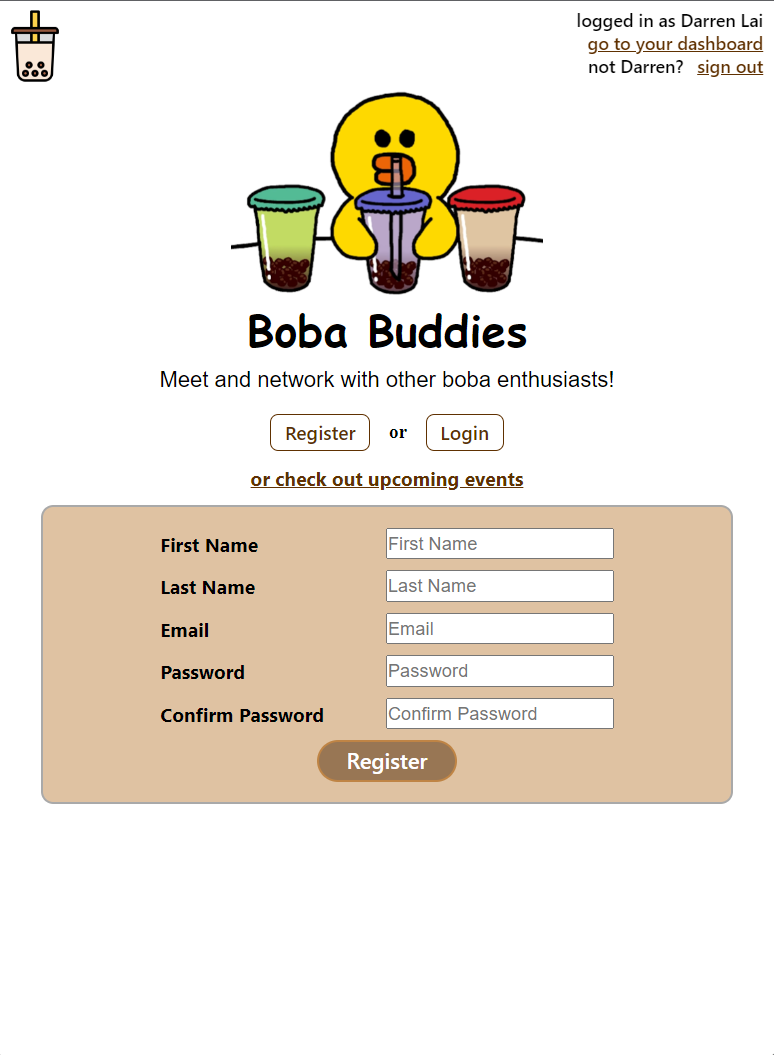 logged in as Darren Lai
go to your dashboard
not Darren? sign out
Boba Buddies
Meet and network with other boba enthusiasts!
Register or Login
or check out upcoming events
First Name First Name
Last Name Last Name
Email Email
Password Password
Confirm Password Confirm Password
Register